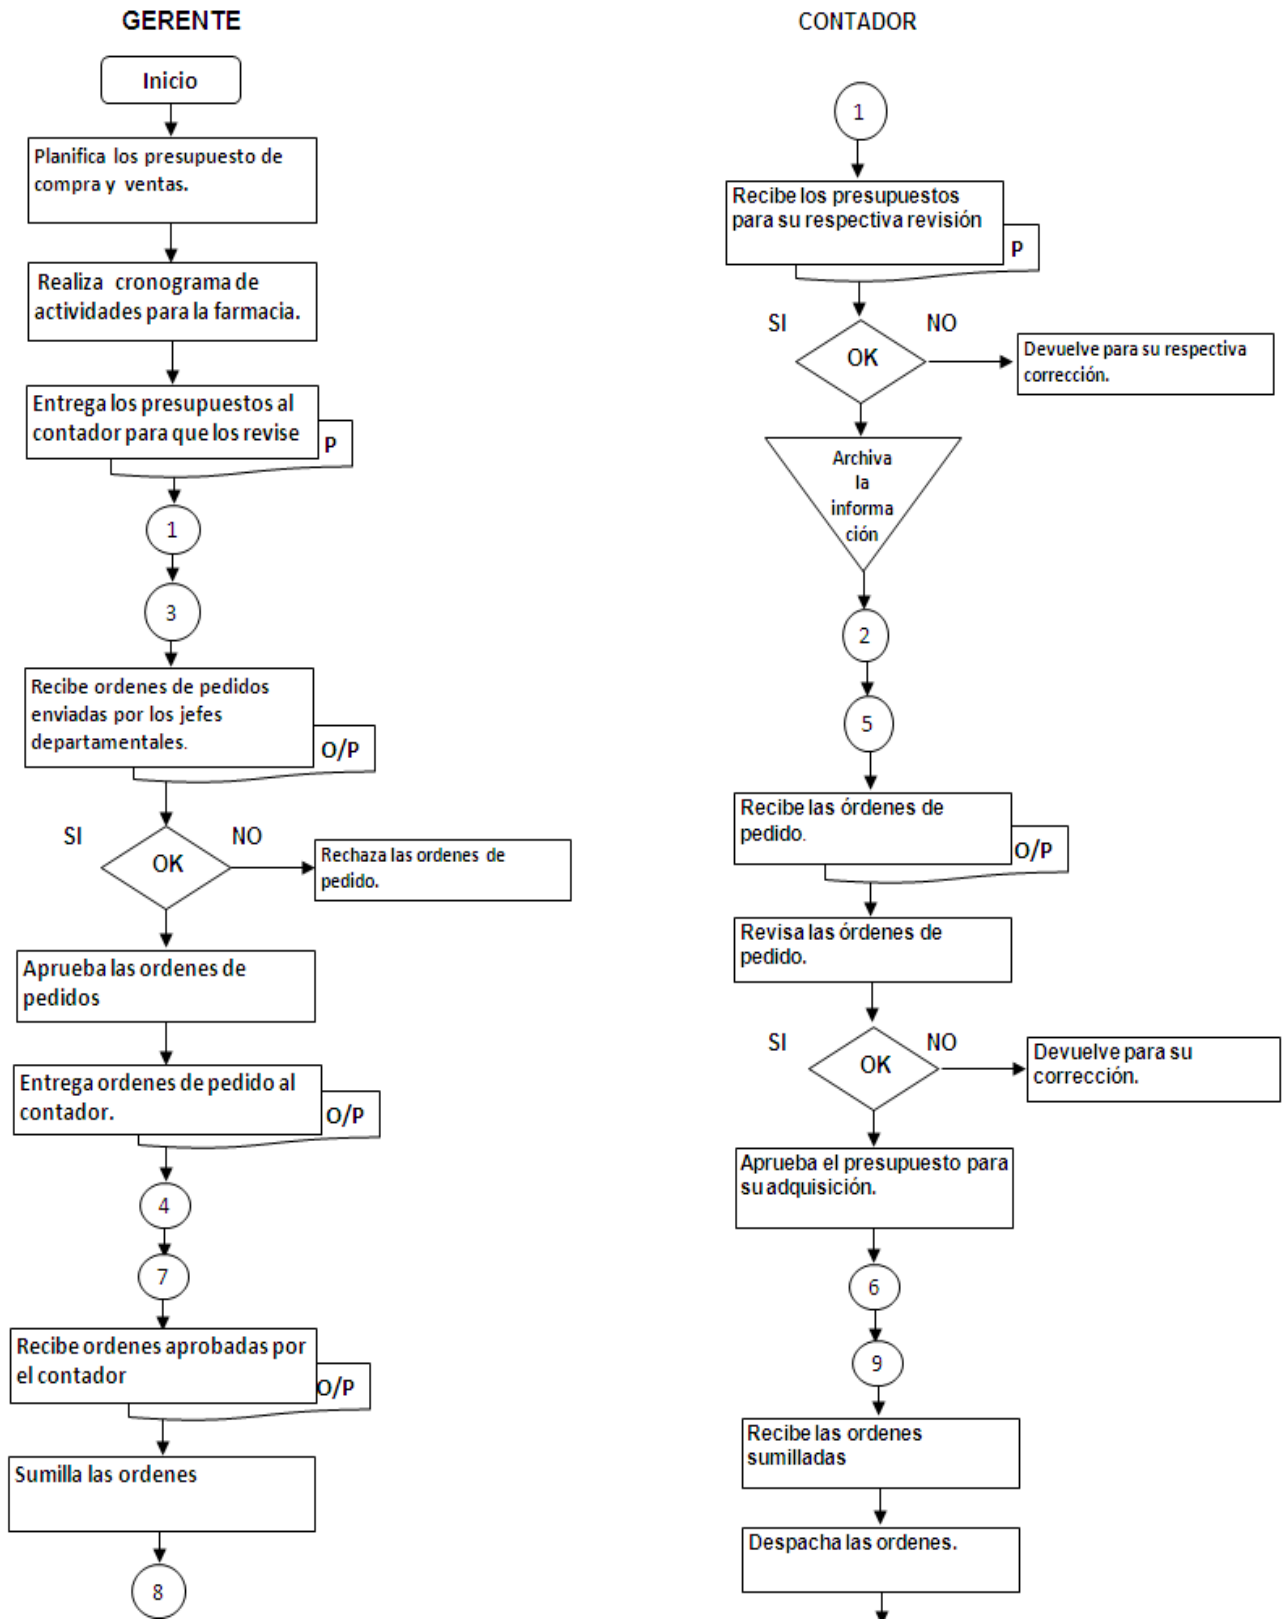 GERENTE
Inicio
Planifica los presupuesto de
compra y ventas.
Realiza cronograma de
actividades para la farmacia.
Entrega los presupuestos al
contador para que los revise
P
1
3
Recibe ordenes de pedidos
enviadas por los jefes
departamentales.
O/P
SI
OK
NO
Rechaza las ordenes de
pedido.
Aprueba las ordenes de
pedidos
Entrega ordenes de pedido al
contador.
O/P
4
7
Recibe ordenes aprobadas por
el contador
O/P
Sumilla las ordenes
8
CONTADOR
1
Recibe los presupuestos
para su respectiva revisión
P
SI
OK
NO
Devuelve para su respectiva
corrección.
Archiva
la
informa
ción
2
5
Recibe las órdenes de
pedido.
O/P
Revisa las órdenes de
pedido.
SI
OK
NO
Devuelve para su
corrección.
Aprueba el presupuesto para
su adquisición.
6
9
Recibe las ordenes
sumilladas
Despacha las ordenes.